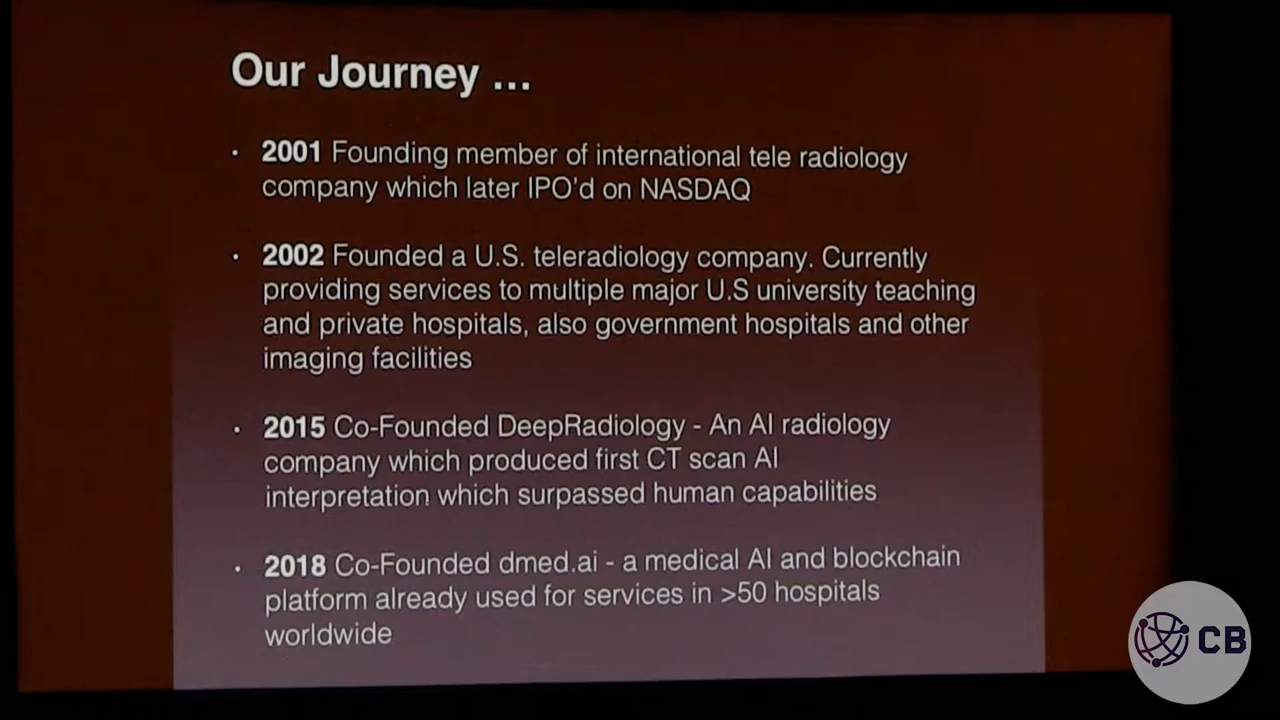 Our Journey ...
· 2001 Founding member of international tele radiology
company which later IPO'd on NASDAQ
· 2002 Founded a U.S. teleradiology company. Currently
providing services to multiple major U.S university teaching
and private hospitals, also government hospitals and other
imaging facilities
· 2015 Co-Founded DeepRadiology - An AI radiology
company which produced first CT scan AI
interpretation which surpassed human capabilities
· 2018 Co-Founded dmed.ai - a medical AI and blockchain
platform already used for services in >50 hospitals
worldwide
CB